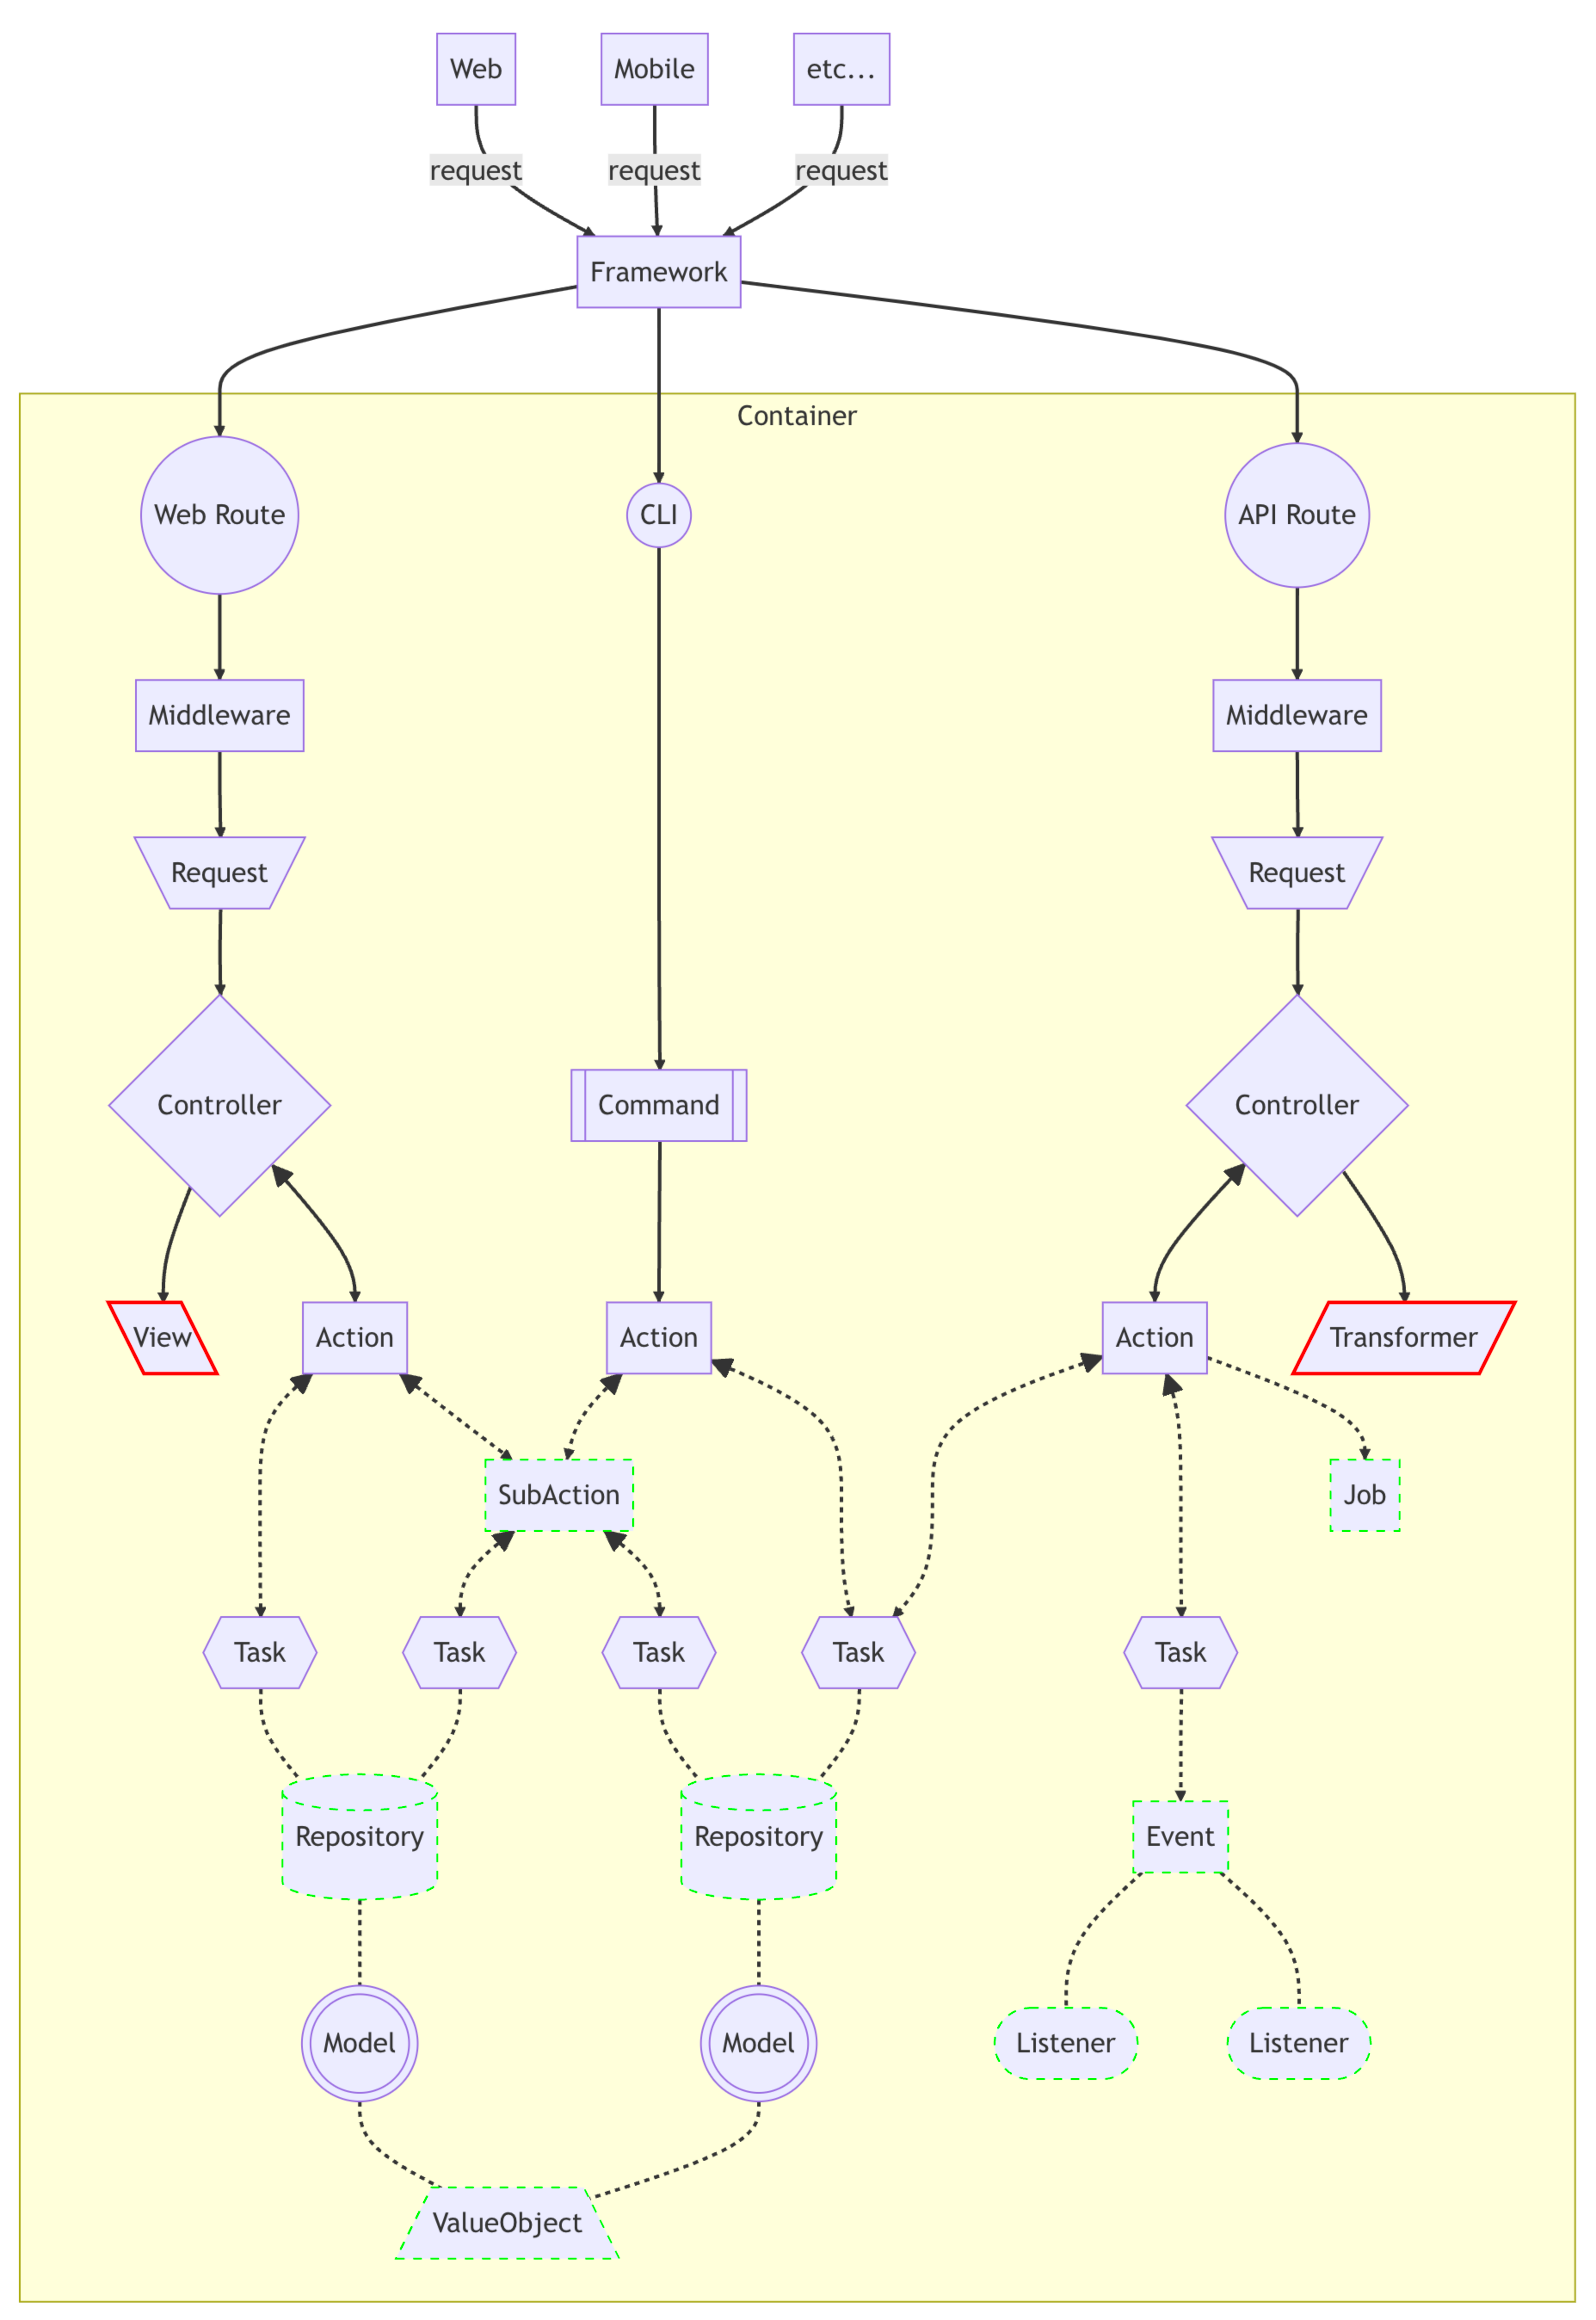 Web
Mobile
etc...
request
request
request
Framework
Container
Web Route
CLI
API Route
Middleware
Middleware
Request
Request
Controller
Command
Controller
View
Action
Action
Action
Transformer
SubAction
Job
Task
Task
Task
Task
Task
Repository
Repository
Event
Model
Model
Listener
Listener
ValueObject